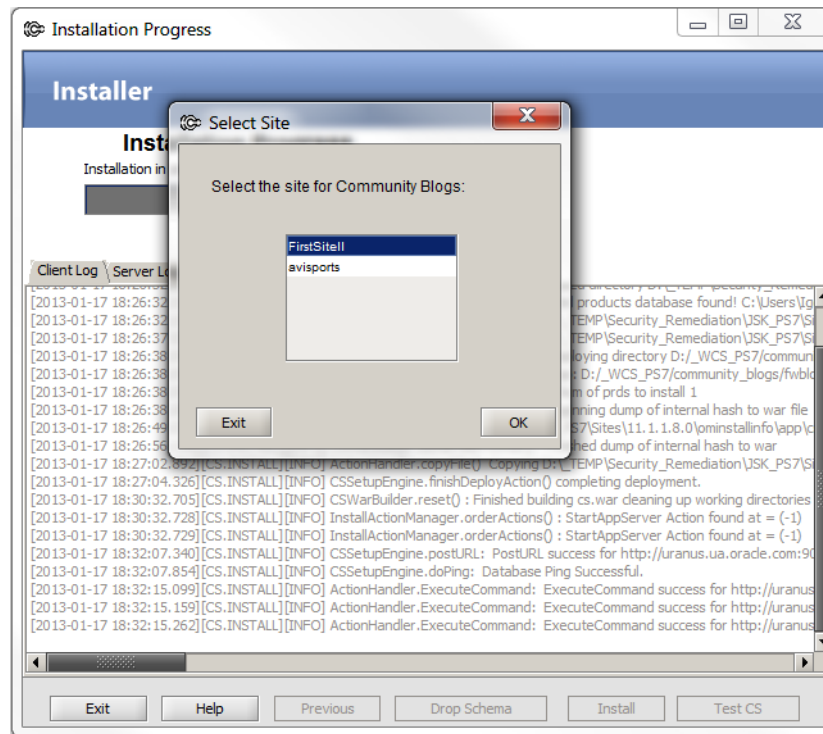 Installation Progress
Installer
Select Site
Inst
Installation in
Select the site for Community Blogs:
FirstSiteII
avisports
Exit
OK
Client Log
Server Lo
[2013-01-17 18:26:32
products database found! C:\Users\Ig
[2013-01-17 18:26:32
TEMP\Security_Remediation\JSK_PS7\Si
[2013-01-17 18:26:37
TEMP\Security_Remediation\JSK_PS7\Si
[2013-01-17 18:26:38
loying directory D:/_WCS_PS7/commun
[2013-01-17 18:26:38
: D:/_WCS_PS7/community_blogs/fwblo
[2013-01-17 18:26:38
m of prds to install 1
[2013-01-17 18:26:38
nning dump of internal hash to war file
[2013-01-17 18:26:49
S7\Sites\11.1.1.8.0\ominstallinfo\app\c
[2013-01-17 18:26:56
shed dump of internal hash to war
[2013-01-17 18:27:02.892][CS.INSTALL][INFO] ActionHandler.copyFile() Copying D:\_TEMP\Security_Remediation\JSK_PS7\Si
[2013-01-17 18:27:04.326][CS.INSTALL][INFO] CSSetupEngine.finishDeployAction() completing deployment.
[2013-01-17 18:30:32.705][CS.INSTALL][INFO] CSWarBuilder.reset() : Finished building cs.war cleaning up working directories
[2013-01-17 18:30:32.728][CS.INSTALL][INFO] InstallActionManager.orderActions() : StartAppServer Action found at = (-1)
[2013-01-17 18:30:32.729][CS.INSTALL][INFO] InstallActionManager.orderActions() : StartAppServer Action found at = (-1)
[2013-01-17 18:32:07.340][CS.INSTALL][INFO] CSSetupEngine.postURL: PostURL success for http://uranus.ua.oracle.com:90
[2013-01-17 18:32:07.854][CS.INSTALL][INFO] CSSetupEngine.doPing: Database Ping Successful.
[2013-01-17 18:32:15.099][CS.INSTALL][INFO] ActionHandler.ExecuteCommand: ExecuteCommand success for http://uranus
[2013-01-17 18:32:15.159][CS.INSTALL][INFO] ActionHandler.ExecuteCommand: ExecuteCommand success for http://uranus
[2013-01-17 18:32:15.262][CS.INSTALL][INFO] ActionHandler.ExecuteCommand: ExecuteCommand success for http://uranus
Exit
Help
Previous
Drop Schema
Install
Test CS